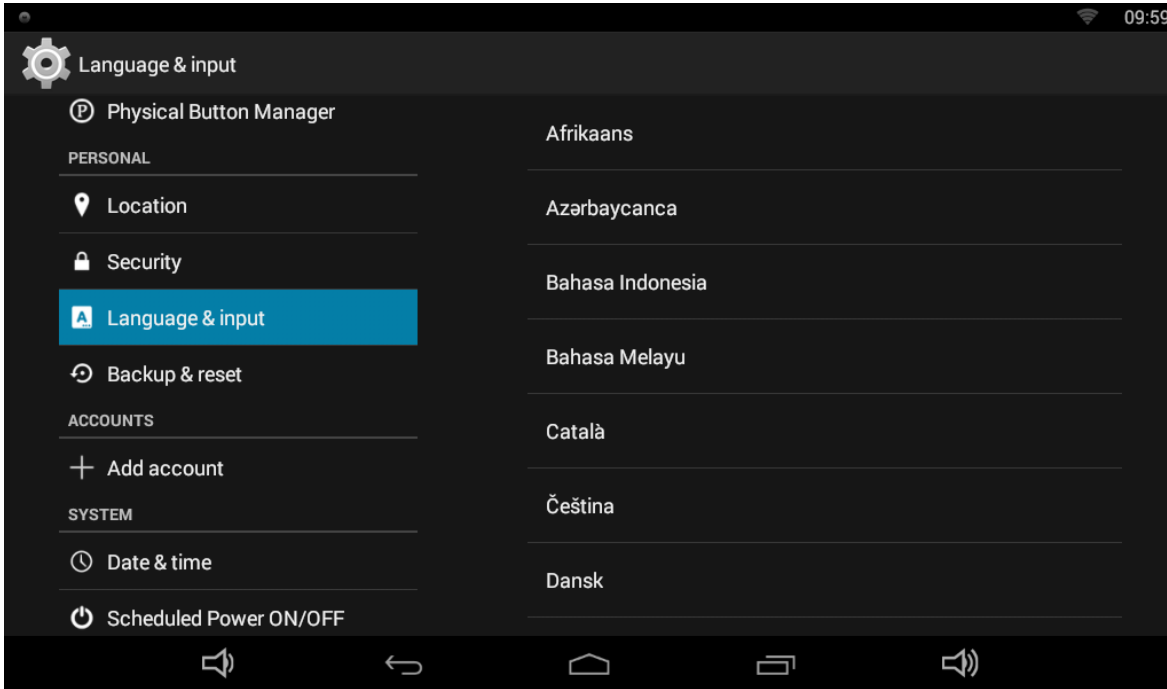 09:59
Language & input
Physical Button Manager
PERSONAL
Location
Security
Language & input
Backup & reset
ACCOUNTS
Add account
SYSTEM
Date & time
Scheduled Power ON/OFF
Afrikaans
Azərbaycanca
Bahasa Indonesia
Bahasa Melayu
Català
Čeština
Dansk